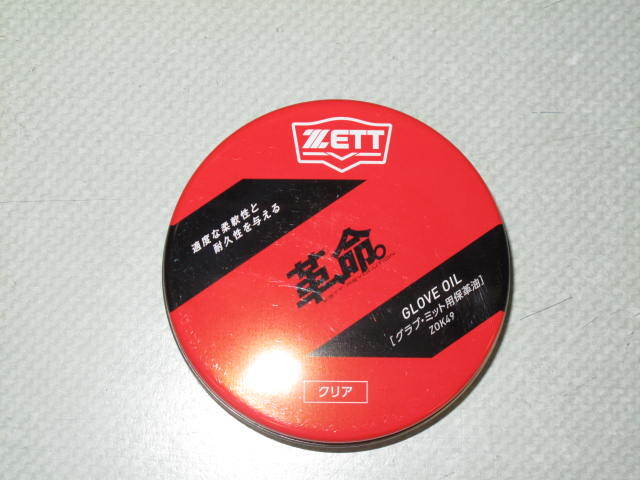 ZETT
適度な柔軟性と
耐久性を与える
革命。
GLOVE OIL
[グラブ・ミット用保革油]
ZOK49
クリア